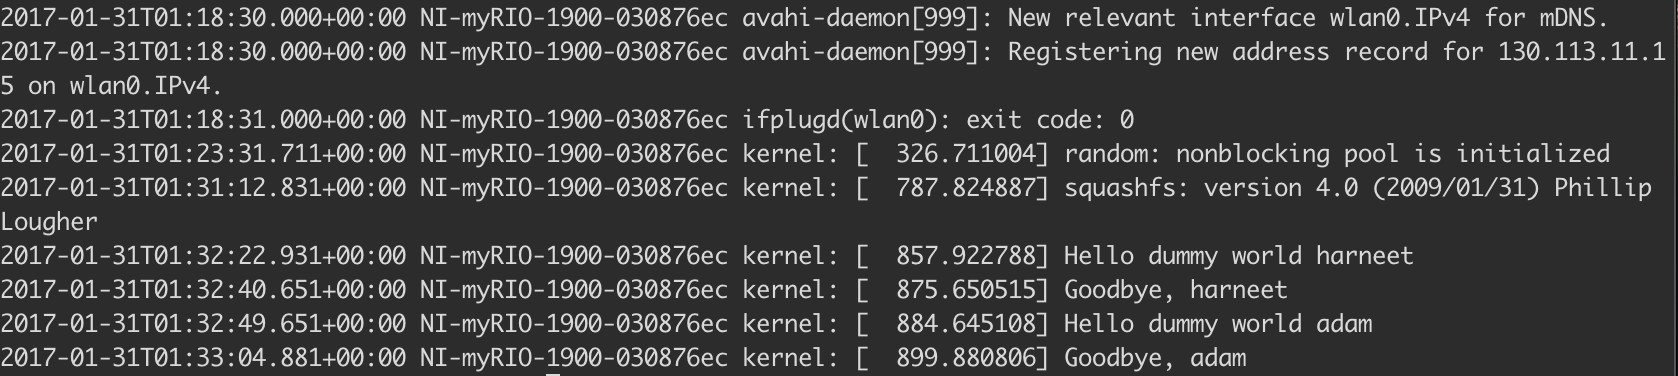 2017-01-31T01:18:30.000+00:00 NI-myRIO-1900-030876ec avahi-daemon[999]: New relevant interface wlan0.IPv4 for mDNS.
2017-01-31T01:18:30.000+00:00 NI-myRIO-1900-030876ec avahi-daemon[999]: Registering new address record for 130.113.11.1
5 on wlan0.IPv4.
2017-01-31T01:18:31.000+00:00 NI-myRIO-1900-030876ec ifplugd(wlan0): exit code: 0
2017-01-31T01:23:31.711+00:00 NI-myRIO-1900-030876ec kernel: [  326.711004] random: nonblocking pool is initialized
2017-01-31T01:31:12.831+00:00 NI-myRIO-1900-030876ec kernel: [  787.824887] squashfs: version 4.0 (2009/01/31) Phillip
Lougher
2017-01-31T01:32:22.931+00:00 NI-myRIO-1900-030876ec kernel: [  857.922788] Hello dummy world harneet
2017-01-31T01:32:40.651+00:00 NI-myRIO-1900-030876ec kernel: [  875.650515] Goodbye, harneet
2017-01-31T01:32:49.651+00:00 NI-myRIO-1900-030876ec kernel: [  884.645108] Hello dummy world adam
2017-01-31T01:33:04.881+00:00 NI-myRIO-1900-030876ec kernel: [  899.880806] Goodbye, adam